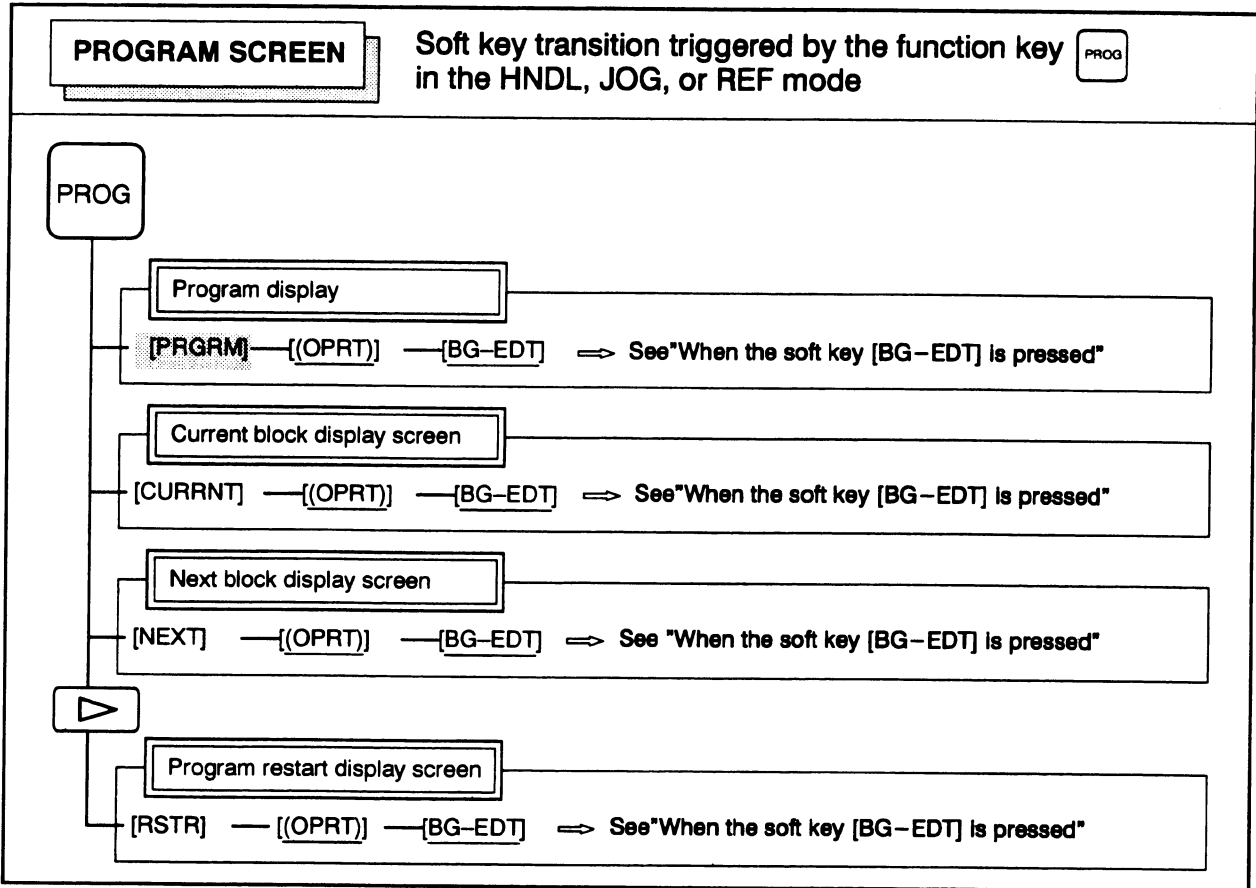 PROGRAM SCREEN
Soft key transition triggered by the function key PROG
in the HNDL, JOG, or REF mode
PROG
Program display
[PRGRM] [(OPRT)] [BG–EDT] ⇒ See"When the soft key [BG–EDT] is pressed"
Current block display screen
[CURRNT] [(OPRT)] [BG–EDT] ⇒ See"When the soft key [BG–EDT] is pressed"
Next block display screen
[NEXT] [(OPRT)] [BG–EDT] ⇒ See "When the soft key [BG–EDT] is pressed"
Program restart display screen
[RSTR] [(OPRT)] [BG–EDT] ⇒ See"When the soft key [BG–EDT] is pressed"